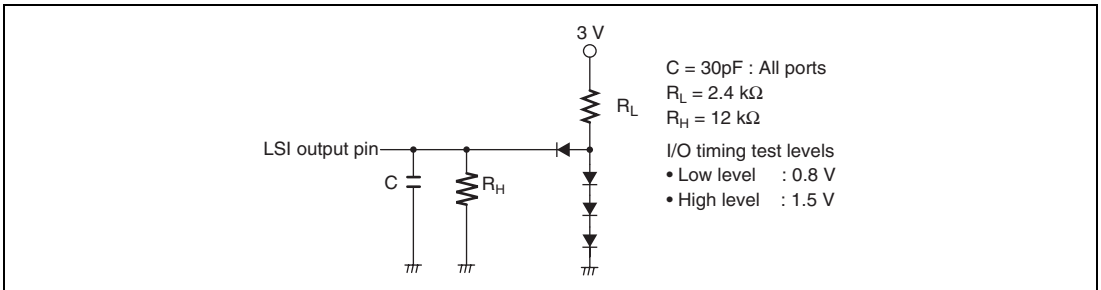 3 V
R_L
LSI output pin
C
R_H
C = 30pF : All ports
R_L = 2.4 kΩ
R_H = 12 kΩ
I/O timing test levels
• Low level : 0.8 V
• High level : 1.5 V